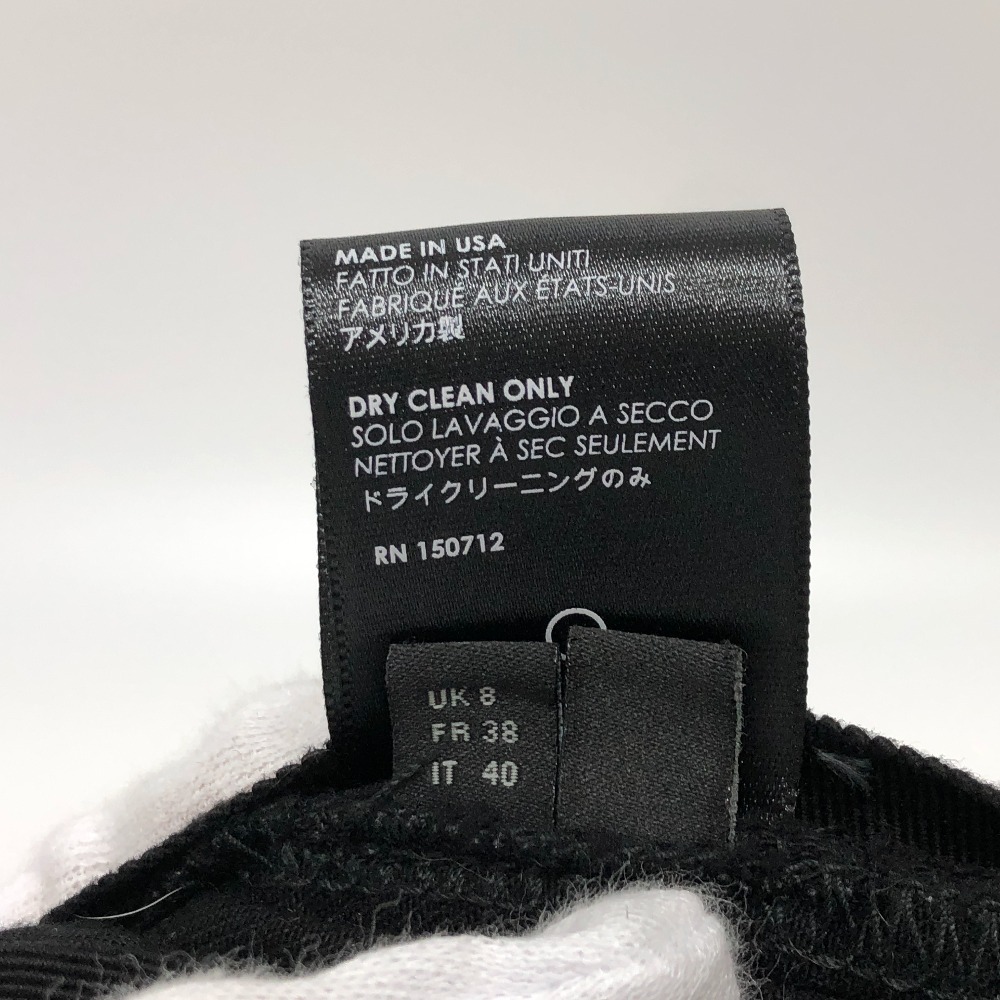 MADE IN USA
FATTO IN STATI UNITI
FABRIQUÉ AUX ÉTATS-UNIS
アメリカ製
DRY CLEAN ONLY
SOLO LAVAGGIO A SECCO
NETTOYER À SEC SEULEMENT
ドライクリーニングのみ
RN 150712
UK 8
FR 38
IT 40